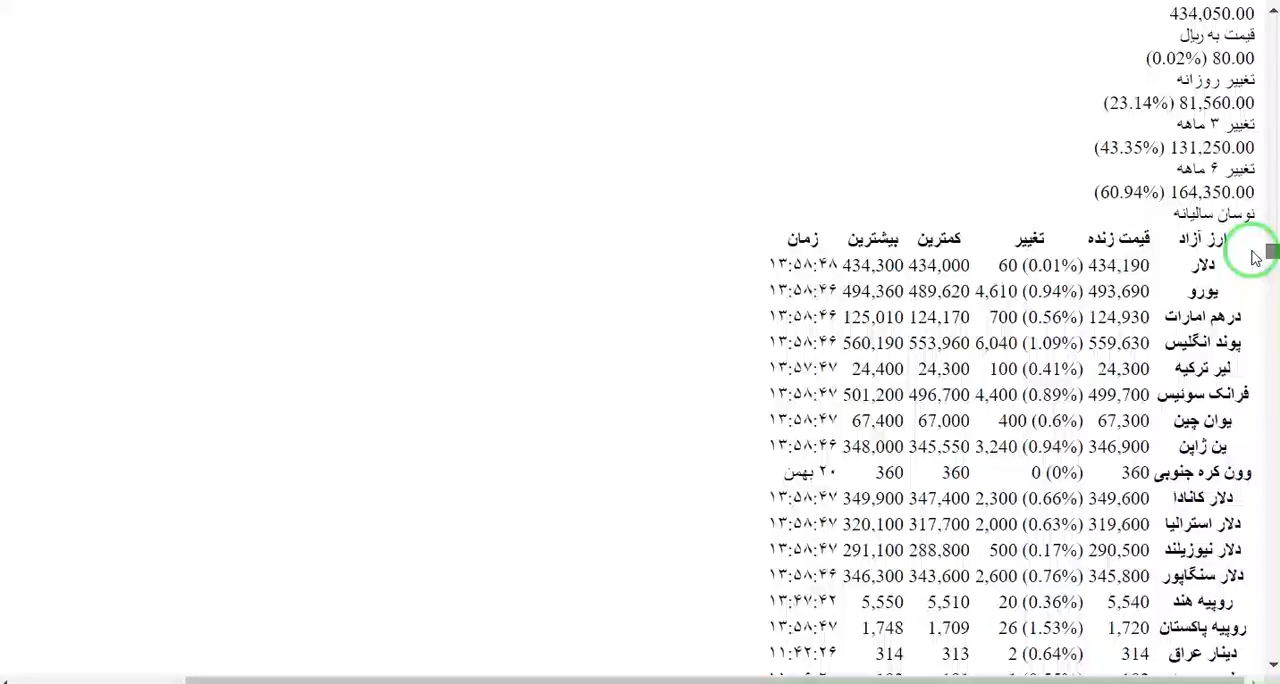 434,050.00
قیمت به ریال
80.00 (0.02%)
تغییر روزانه
81,560.00 (23.14%)
تغییر ۳ ماهه
131,250.00 (43.35%)
تغییر ۶ ماهه
164,350.00 (60.94%)
نوسان سالیانه
ارز آزاد قیمت زنده تغییر کمترین بیشترین زمان
دلار 434,190 (0.01%) 60 434,000 434,300 ۱۳:۵۸:۴۸
یورو 493,690 (0.94%) 4,610 489,620 494,360 ۱۳:۵۸:۴۶
درهم امارات 124,930 (0.56%) 700 124,170 125,010 ۱۳:۵۸:۴۶
پوند انگلیس 559,630 (1.09%) 6,040 553,960 560,190 ۱۳:۵۸:۴۶
لیر ترکیه 24,300 (0.41%) 100 24,300 24,400 ۱۳:۵۷:۴۷
فرانک سوئیس 499,700 (0.89%) 4,400 496,700 501,200 ۱۳:۵۸:۴۷
یوان چین 67,300 (0.6%) 400 67,000 67,400 ۱۳:۵۸:۴۷
ین ژاپن 346,900 (0.94%) 3,240 345,550 348,000 ۱۳:۵۸:۴۶
وون کره جنوبی 360 (0%) 0 360 360 ۲۰ بهمن
دلار کانادا 349,600 (0.66%) 2,300 347,400 349,900 ۱۳:۵۸:۴۷
دلار استرالیا 319,600 (0.63%) 2,000 317,700 320,100 ۱۳:۵۸:۴۷
دلار نیوزیلند 290,500 (0.17%) 500 288,800 291,100 ۱۳:۵۸:۴۷
دلار سنگاپور 345,800 (0.76%) 2,600 343,600 346,300 ۱۳:۵۸:۴۶
روپیه هند 5,540 (0.36%) 20 5,510 5,550 ۱۳:۴۷:۴۲
روپیه پاکستان 1,720 (1.53%) 26 1,709 1,748 ۱۳:۵۸:۴۷
دینار عراق 314 (0.64%) 2 313 314 ۱۱:۴۲:۲۶